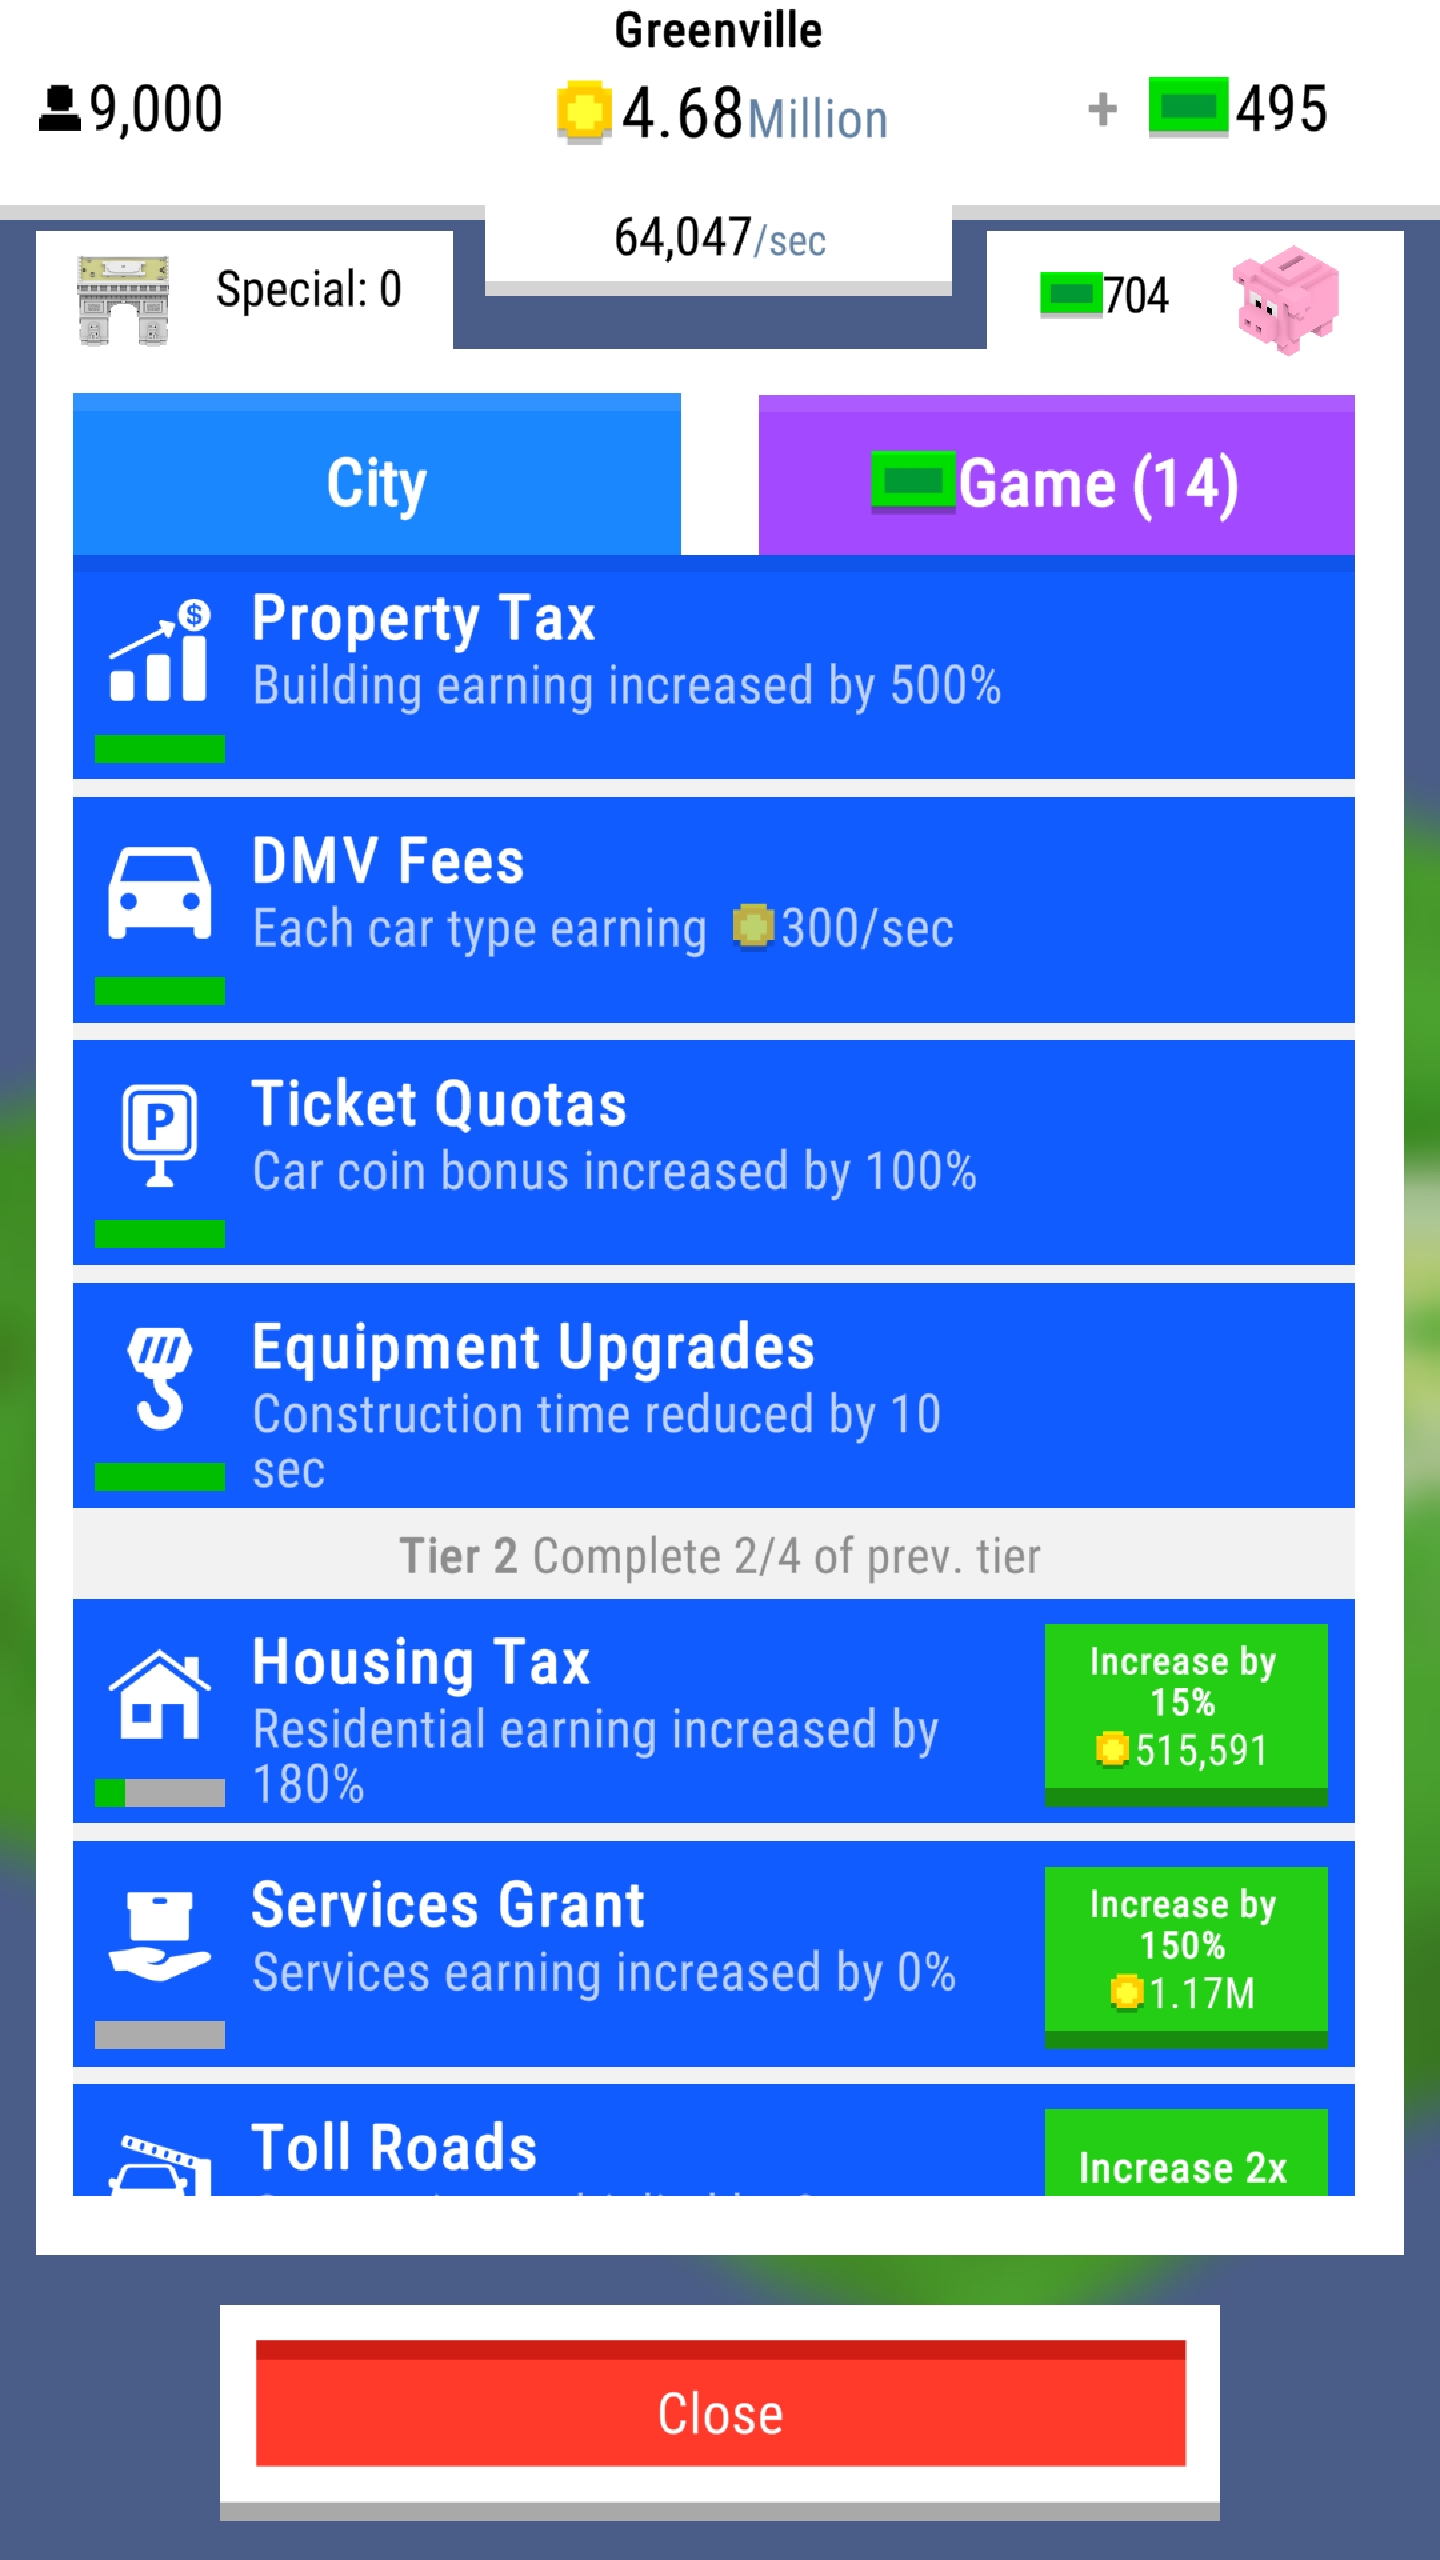 Greenville
9,000
4.68Million
+ 495
64,047/sec
Special: 0
704
City
Game (14)
Property Tax
Building earning increased by 500%
DMV Fees
Each car type earning 300/sec
P
Ticket Quotas
Car coin bonus increased by 100%
Equipment Upgrades
Construction time reduced by 10
sec
Tier 2 Complete 2/4 of prev. tier
Housing Tax
Residential earning increased by
180%
Increase by
15%
515,591
Services Grant
Services earning increased by 0%
Increase by
150%
1.17M
Toll Roads
Increase 2x
Close